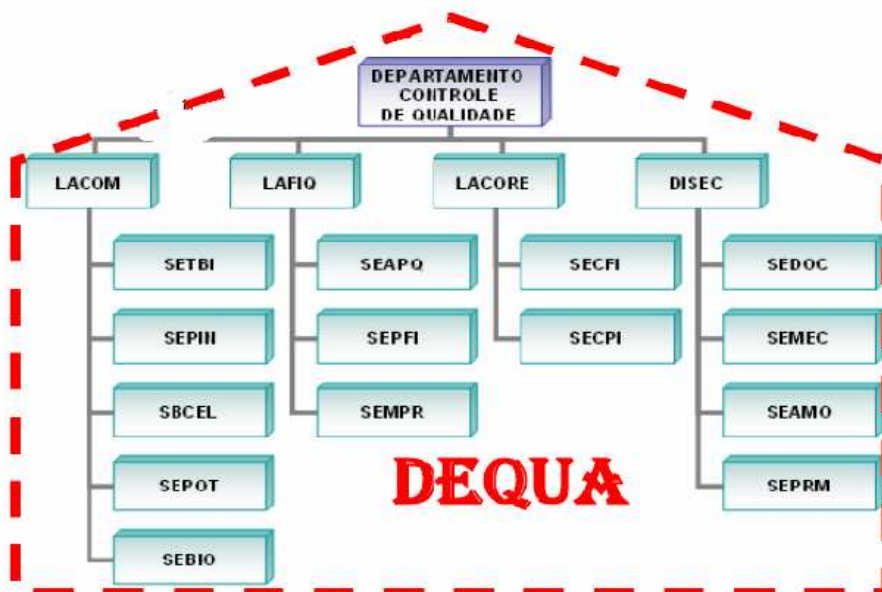 DEPARTAMENTO
CONTROLE
DE QUALIDADE
LACOM
LAFIQ
LACORE
DISEC
SETBI
SEAPQ
SECFI
SEDOC
SEPIN
SEPFI
SECPI
SEMEC
SBCEL
SEMPR
SEAMO
SEPOT
DEQUA
SEPRM
SEBIO